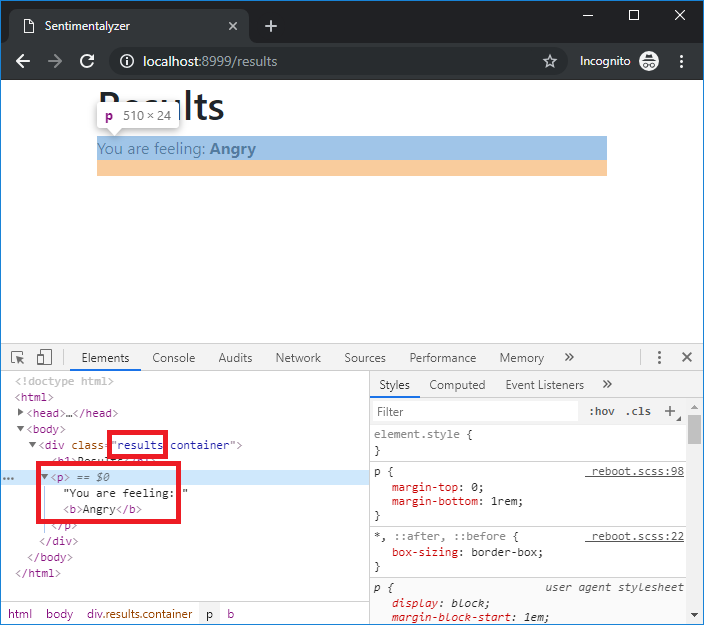 Sentimentalyzer
localhost:8999/results
Incognito
Results
p 510 × 24
You are feeling: Angry
Elements Console Audits Network Sources Performance Memory »
<!doctype html>
<html>
<head>…</head>
<body>
<div class="results container">
<h1>Results</h1>
… <p> == $0
"You are feeling: "
<b>Angry</b>
</p>
</div>
</body>
</html>
html body div.results.container p b
Styles Computed Event Listeners »
Filter :hov .cls +
element.style {
}
p { _reboot.scss:98
margin-top: 0;
margin-bottom: 1rem;
}
*, ::after, ::before { _reboot.scss:22
box-sizing: border-box;
}
p { user agent stylesheet
display: block;
margin-block-start: 1em;